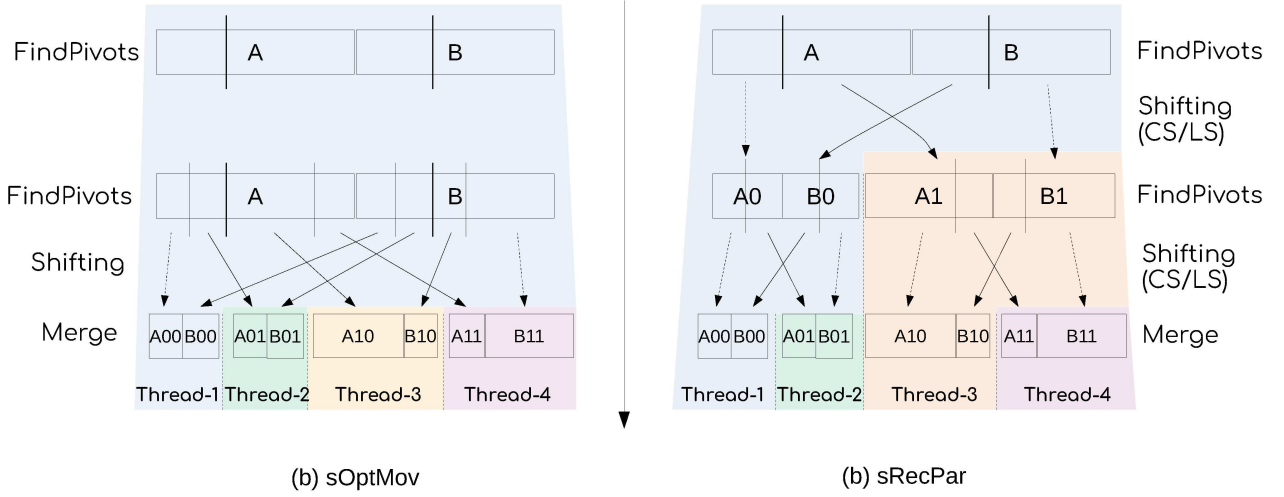 FindPivots
A
B
FindPivots
A
B
Shifting
Merge
A00
B00
A01
B01
A10
B10
A11
B11
Thread-1
Thread-2
Thread-3
Thread-4
(b) sOptMov
A
B
FindPivots
Shifting
(CS/LS)
A0
B0
A1
B1
FindPivots
Shifting
(CS/LS)
A00
B00
A01
B01
A10
B10
A11
B11
Merge
Thread-1
Thread-2
Thread-3
Thread-4
(b) sRecPar